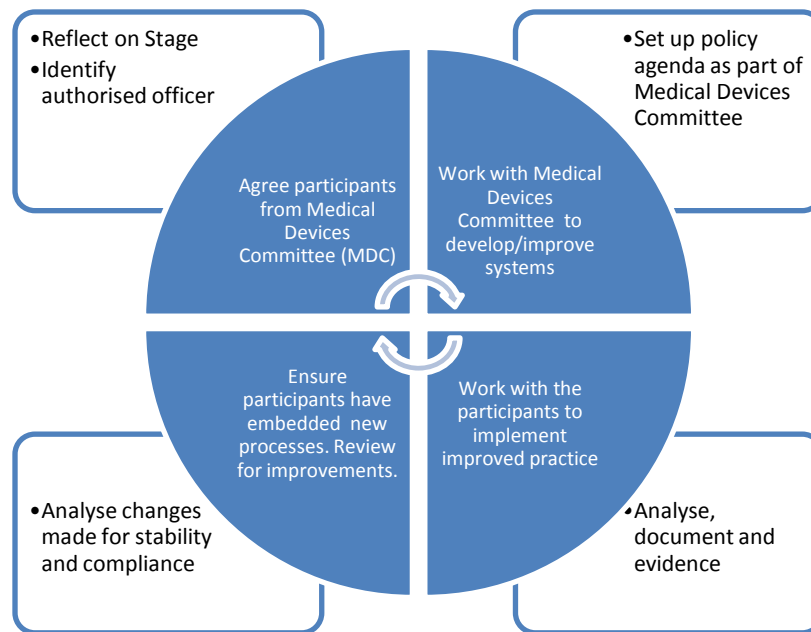 •Reflect on Stage
•Identify
authorised officer
•Set up policy
agenda as part of
Medical Devices
Committee
Agree participants
from Medical
Devices
Committee (MDC)
Work with Medical
Devices
Committee to
develop/improve
systems
Ensure
participants have
embedded new
processes. Review
for improvements.
Work with the
participants to
implement
improved practice
•Analyse changes
made for stability
and compliance
•Analyse,
document and
evidence